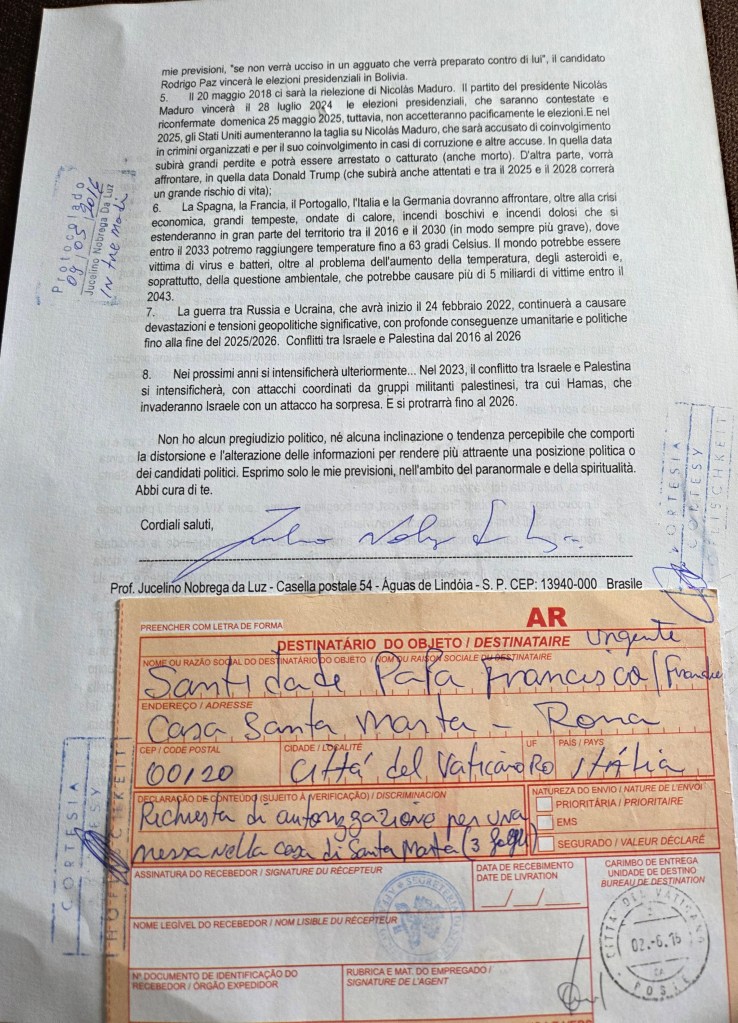 mie previsioni, "se non verrà ucciso in un agguato che verrà preparato contro di lui", il candidato
Rodrigo Paz vincerà le elezioni presidenziali in Bolivia.
5. Il 20 maggio 2018 ci sarà la rielezione di Nicolàs Maduro. Il partito del presidente Nicolàs
Maduro vincerà il 28 luglio 2024 le elezioni presidenziali, che saranno contestate e
riconfermate domenica 25 maggio 2025, tuttavia, non accetteranno pacificamente le elezioni.E nel
2025, gli Stati Uniti aumenteranno la taglia su Nicolás Maduro, che sarà accusato di coinvolgimento
in crimini organizzati e per il suo coinvolgimento in casi di corruzione e altre accuse. In quella data
subirà grandi perdite e potrà essere arrestato o catturato (anche morto). D'altra parte, vorrà
affrontare, in quella data Donald Trump (che subirà anche attentati e tra il 2025 e il 2028 correrà
un grande rischio di vita);
6. La Spagna, la Francia, il Portogallo, l'Italia e la Germania dovranno affrontare, oltre alla crisi
economica, grandi tempeste, ondate di calore, incendi boschivi e incendi dolosi che si
estenderanno in gran parte del territorio tra il 2016 e il 2030 (in modo sempre più grave), dove
entro il 2033 potremo raggiungere temperature fino a 63 gradi Celsius. Il mondo potrebbe essere
vittima di virus e batteri, oltre al problema dell'aumento della temperatura, degli asteroidi e,
soprattutto, della questione ambientale, che potrebbe causare più di 5 miliardi di vittime entro il
2043.
7. La guerra tra Russia e Ucraina, che avrà inizio il 24 febbraio 2022, continuerà a causare
devastazioni e tensioni geopolitiche significative, con profonde conseguenze umanitarie e politiche
fino alla fine del 2025/2026. Conflitti tra Israele e Palestina dal 2016 al 2026
8. Nei prossimi anni si intensificherà ulteriormente... Nel 2023, il conflitto tra Israele e Palestina
si intensificherà, con attacchi coordinati da gruppi militanti palestinesi, tra cui Hamas, che
invaderanno Israele con un attacco ha sorpresa. E si protrarrà fino al 2026.
Non ho alcun pregiudizio politico, né alcuna inclinazione o tendenza percepibile che comporti
la distorsione e l'alterazione delle informazioni per rendere più attraente una posizione politica o
dei candidati politici. Esprimo solo le mie previsioni, nell'ambito del paranormale e della spiritualità.
Abbi cura di te.
Cordiali saluti,
Prof. Jucelino Nobrega da Luz - Casella postale 54 - Águas de Lindóia - S. P. CEP: 13940-000 Brasile
Protocolado
09/05/2016
Jucelino Nobrega Da Luz
CORTESIA
CORTESY
CORTESIA
PREENCHER COM LETRA DE FORMA
AR
DESTINATÁRIO DO OBJETO / DESTINATAIRE
urgente
NOME OU RAZÃO SOCIAL DO DESTINATÁRIO DO OBJETO / NOM OU RAISON SOCIALE DU DESTINATAIRE
Santidade Papa Francisco/
ENDEREÇO / ADRESSE
Casa Santa Marta - Roma
CEP / CODE POSTAL
CIDADE / LOCALITÉ
UF
PAÍS / PAYS
00120
Città del Vaticano
RO
Itália
DECLARAÇÃO DE CONTEÚDO (SUJEITO À VERIFICAÇÃO) / DISCRIMINACION
Richiesta di autorizzazione per una
messa nella casa di Santa Marta (3
NATUREZA DO ENVIO / NATURE DE L'ENVOI
PRIORITÁRIA / PRIORITAIRE
EMS
SEGURADO / VALEUR DÉCLARÉ
ASSINATURA DO RECEBEDOR / SIGNATURE DU RÉCEPTEUR
DATA DE RECEBIMENTO
DATE DE LIVRATION
CARIMBO DE ENTREGA
UNIDADE DE DESTINO
BUREAU DE DESTINATION
NOME LEGÍVEL DO RECEBEDOR / NOM LISIBLE DU RÉCEPTEUR
Nº DOCUMENTO DE IDENTIFICAÇÃO DO
RECEBEDOR / ÓRGÃO EXPEDIDOR
RUBRICA E MAT. DO EMPREGADO /
SIGNATURE DE L'AGENT
CITTÀ DEL VATICANO
02.-6.16
POSTE